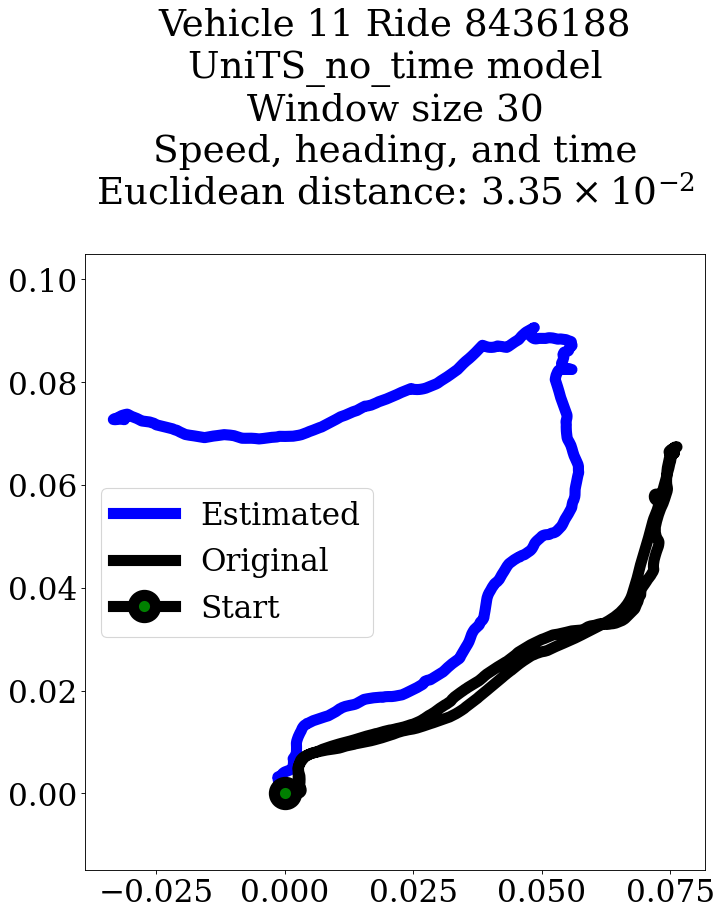 Vehicle 11 Ride 8436188
UniTS_no_time model
Window size 30
Speed, heading, and time
Euclidean distance: 3.35 × 10⁻²
0.10
0.08
0.06
0.04
0.02
0.00
Estimated
Original
Start
−0.025 0.000 0.025 0.050 0.075